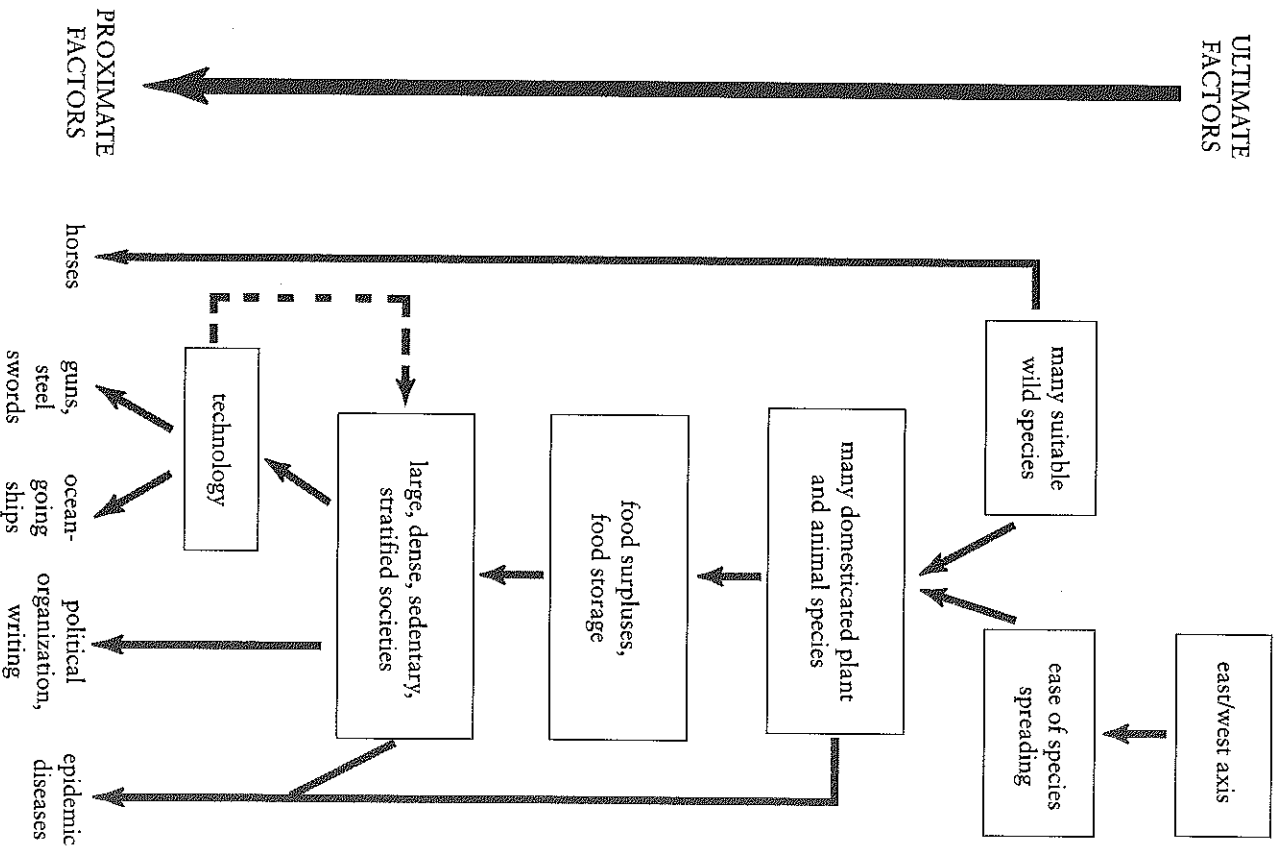 ULTIMATE
FACTORS
east/west axis
many suitable
wild species
ease of species
spreading
many domesticated plant
and animal species
food surpluses,
food storage
large, dense, sedentary,
stratified societies
technology
PROXIMATE
FACTORS
horses
guns,
steel
swords
ocean-
going
ships
political
organization,
writing
epidemic
diseases